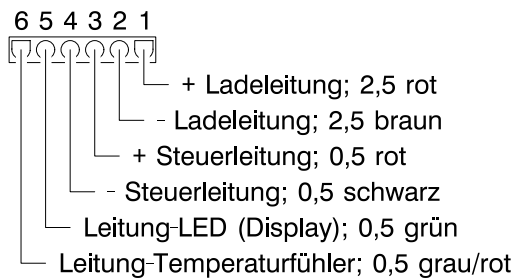 6 5 4 3 2 1
+ Ladeleitung; 2,5 rot
- Ladeleitung; 2,5 braun
+ Steuerleitung; 0,5 rot
- Steuerleitung; 0,5 schwarz
Leitung-LED (Display); 0,5 grün
Leitung-Temperaturfühler; 0,5 grau/rot